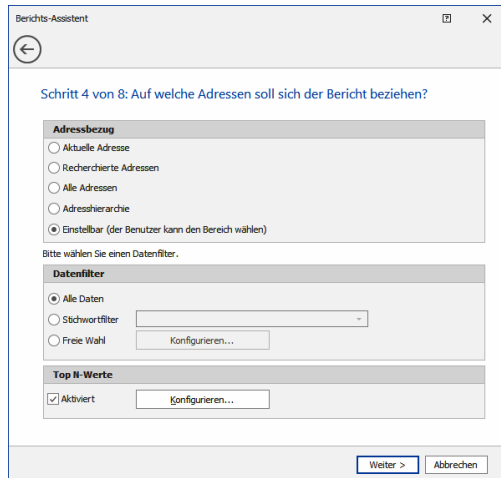 Berichts-Assistent
Schritt 4 von 8: Auf welche Adressen soll sich der Bericht beziehen?
Adressbezug
Aktuelle Adresse
Recherchierte Adressen
Alle Adressen
Adresshierarchie
Einstellbar (der Benutzer kann den Bereich wählen)
Bitte wählen Sie einen Datenfilter.
Datenfilter
Alle Daten
Stichwortfilter
Freie Wahl Konfigurieren...
Top N-Werte
Aktiviert Konfigurieren...
Weiter > Abbrechen